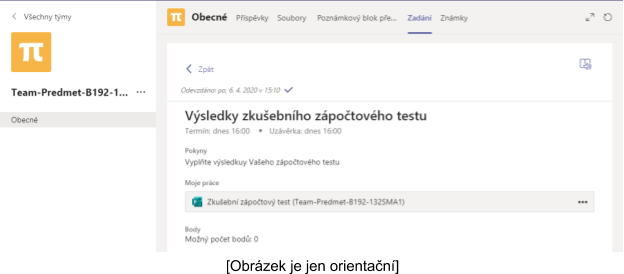 Všechny týmy
π Obecné Příspěvky Soubory Poznámkový blok pře... Zadání Známky
π
Zpět
Team-Predmet-B192-1... ...
Odevzdáno: po, 6. 4. 2020 v 15:10
Obecné
Výsledky zkušebního zápočtového testu
Termín: dnes 16:00 • Uzávěrka: dnes 16:00
Pokyny
Vyplňte výsledkuy Vašeho zápočtového testu
Moje práce
Zkušební zápočtový test (Team-Predmet-B192-1325MA1) ...
Body
Možný počet bodů: 0
[Obrázek je jen orientační]